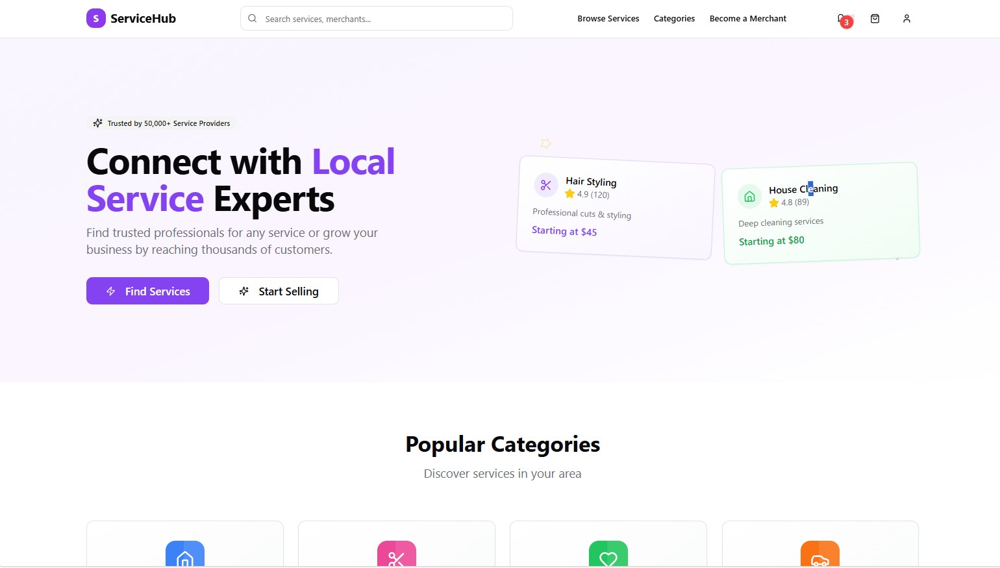 S ServiceHub
Search services, merchants...
Browse Services
Categories
Become a Merchant
3
Trusted by 50,000+ Service Providers
Connect with Local
Service Experts
Find trusted professionals for any service or grow your
business by reaching thousands of customers.
Find Services
Start Selling
Hair Styling
4.9 (120)
Professional cuts & styling
Starting at $45
House Cleaning
4.8 (89)
Deep cleaning services
Starting at $80
Popular Categories
Discover services in your area